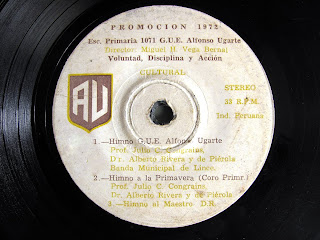 PROMOCION 1972
Esc. Primaria 1071 G.U.E. Alfonso Ugarte
Director: Miguel R. Vega Bernal
Voluntad, Disciplina y Acción
CULTURAL
AU
STEREO
33 R.P.M.
Ind. Peruana
1.—Himno G.U.E. Alfonso Ugarte
Prof. Julio C. Congrains,
Dr. Alberto Rivera y de Piérola
Banda Municipal de Lince.
2.—Himno a la Primavera (Coro Primr.)
Prof. Julio C. Congrains,
Dr. Alberto Rivera y de Piérola
3.—Himno al Maestro D.R.